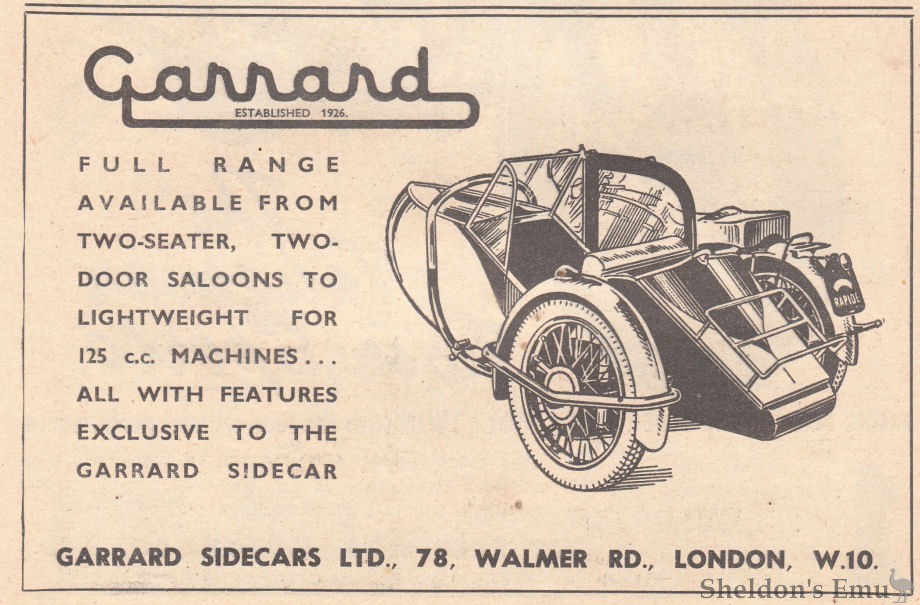 Garrard
ESTABLISHED 1926.
FULL RANGE
AVAILABLE FROM
TWO-SEATER, TWO-
DOOR SALOONS TO
LIGHTWEIGHT FOR
125 c.c. MACHINES...
ALL WITH FEATURES
EXCLUSIVE TO THE
GARRARD SIDECAR
RAPIDE
GARRARD SIDECARS LTD., 78, WALMER RD., LONDON, W.10.
Sheldon's Emu